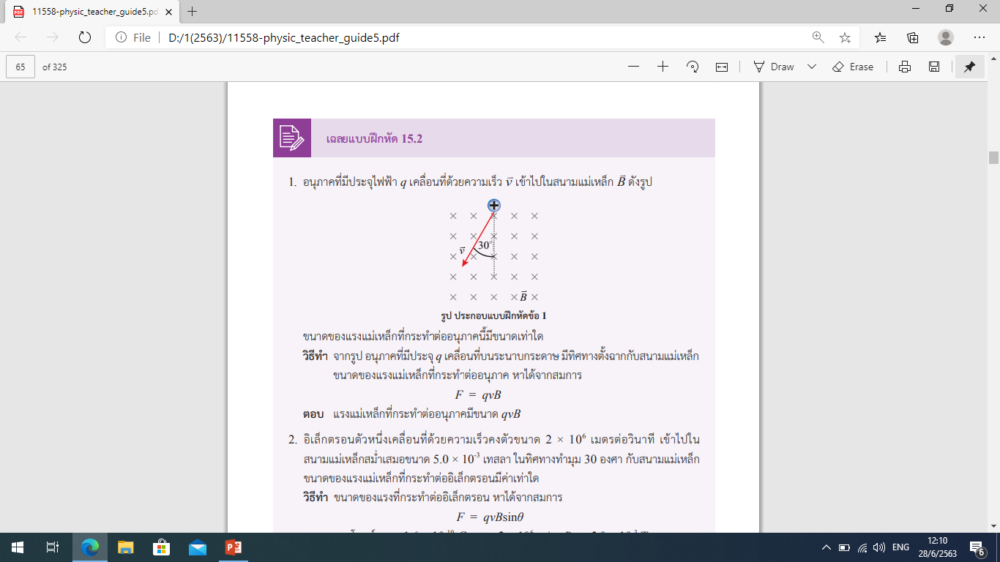 11558-physic_teacher_guide5.pd
File
D:/1(2563)/11558-physic_teacher_guide5.pdf
65 of 325
Draw
Erase
เฉลยแบบฝึกหัด 15.2
1. อนุภาคที่มีประจุไฟฟ้า q เคลื่อนที่ด้วยความเร็ว v⃗ เข้าไปในสนามแม่เหล็ก B⃗ ดังรูป
+
× × × × ×
× × × × ×
30°
v⃗
× × × × ×
× × × × ×
× × × × B⃗ ×
รูป ประกอบแบบฝึกหัดข้อ 1
ขนาดของแรงแม่เหล็กที่กระทำต่ออนุภาคนี้มีขนาดเท่าใด
วิธีทำ จากรูป อนุภาคที่มีประจุ q เคลื่อนที่บนระนาบกระดาษ มีทิศทางตั้งฉากกับสนามแม่เหล็ก
ขนาดของแรงแม่เหล็กที่กระทำต่ออนุภาค หาได้จากสมการ
F = qvB
ตอบ แรงแม่เหล็กที่กระทำต่ออนุภาคมีขนาด qvB
2. อิเล็กตรอนตัวหนึ่งเคลื่อนที่ด้วยความเร็วคงตัวขนาด 2 × 10⁶ เมตรต่อวินาที เข้าไปใน
สนามแม่เหล็กสม่ำเสมอขนาด 5.0 × 10⁻³ เทสลา ในทิศทางทำมุม 30 องศา กับสนามแม่เหล็ก
ขนาดของแรงแม่เหล็กที่กระทำต่ออิเล็กตรอนมีค่าเท่าใด
วิธีทำ ขนาดของแรงที่กระทำต่ออิเล็กตรอน หาได้จากสมการ
F = qvBsinθ
ENG
12:10
28/6/2563
6